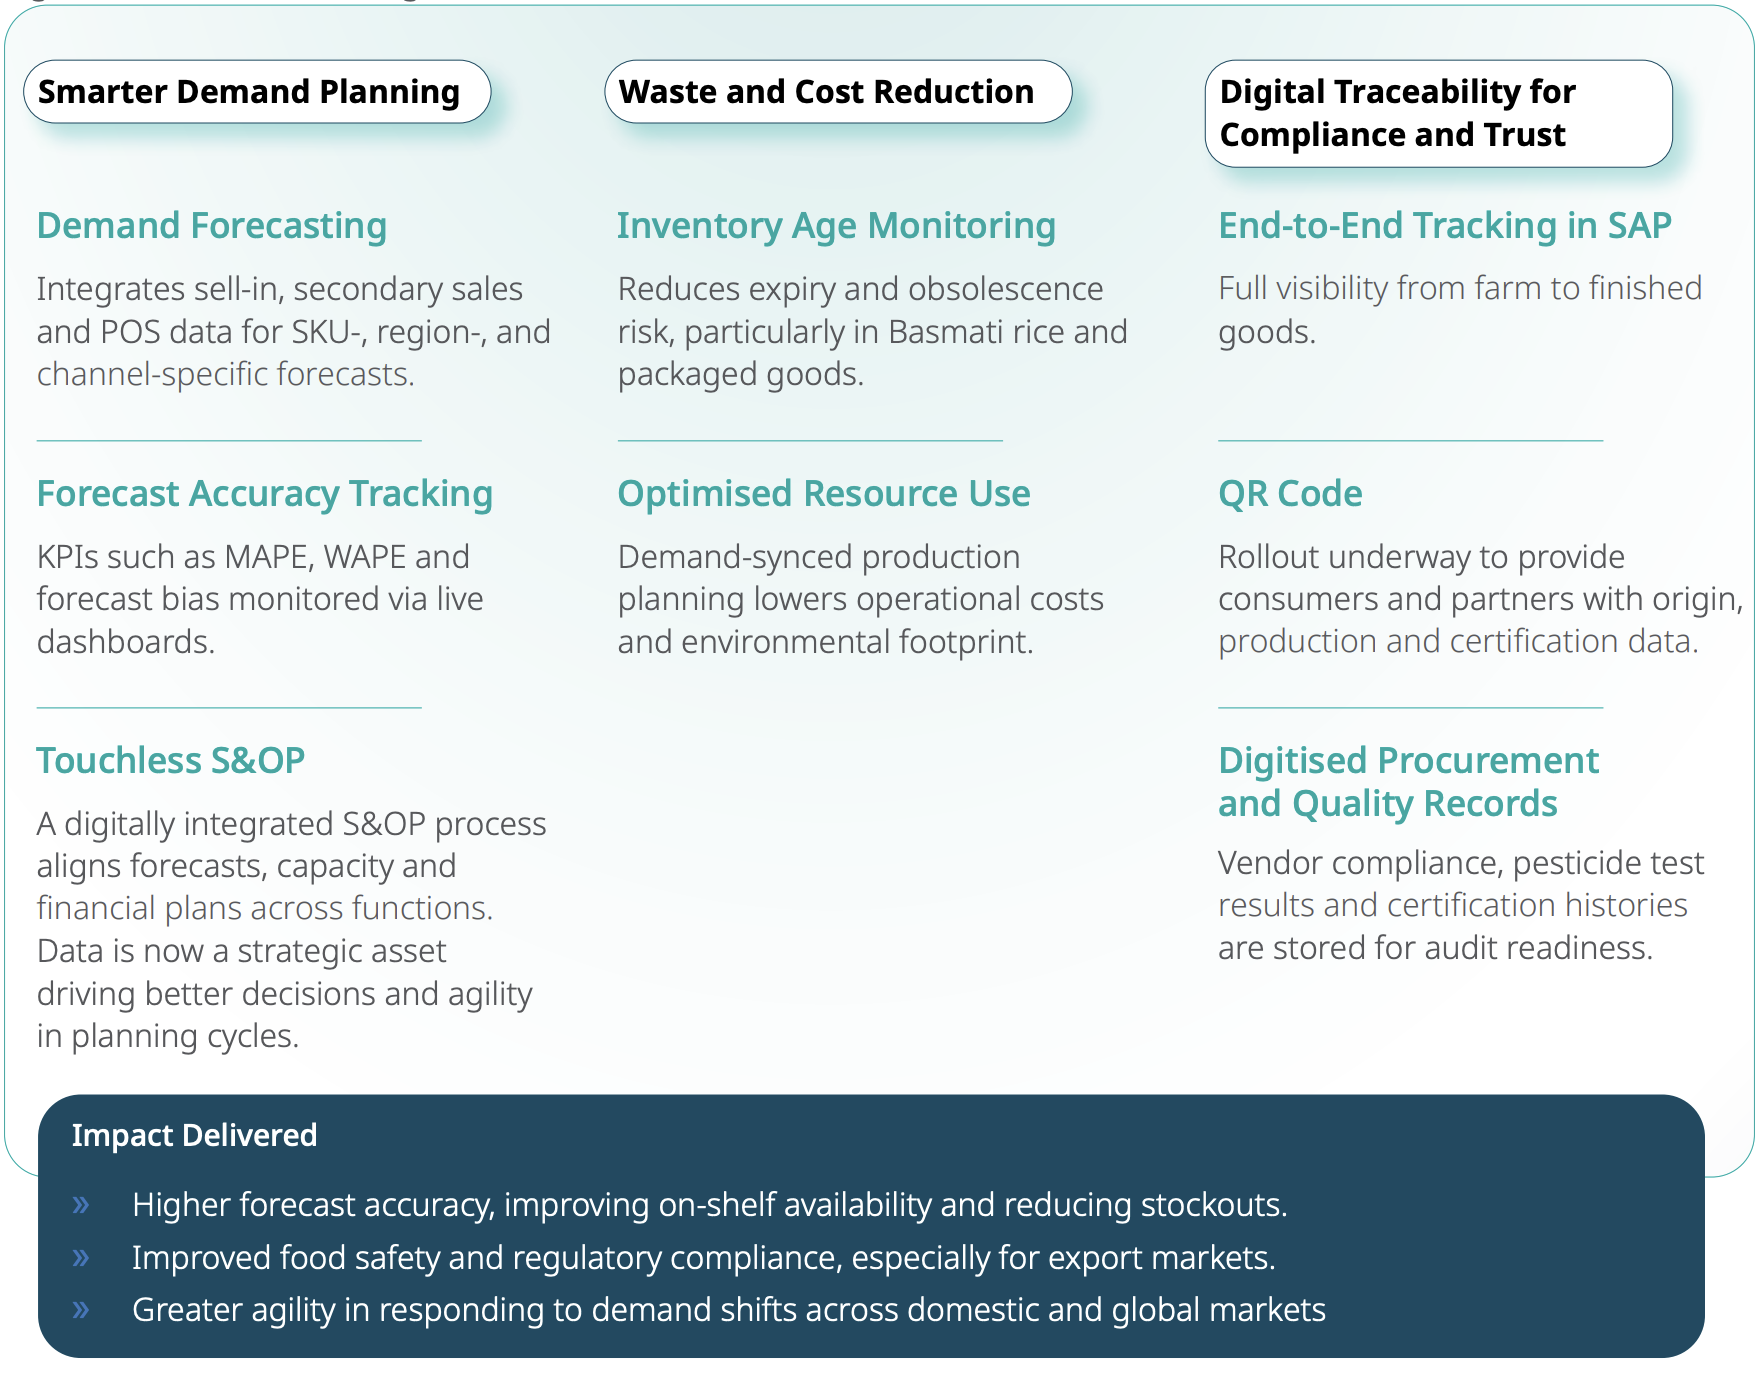 Smarter Demand Planning
Demand Forecasting
Integrates sell-in, secondary sales
and POS data for SKU-, region-, and
channel-specific forecasts.
Forecast Accuracy Tracking
KPIs such as MAPE, WAPE and
forecast bias monitored via live
dashboards.
Touchless S&OP
A digitally integrated S&OP process
aligns forecasts, capacity and
financial plans across functions.
Data is now a strategic asset
driving better decisions and agility
in planning cycles.
Waste and Cost Reduction
Inventory Age Monitoring
Reduces expiry and obsolescence
risk, particularly in Basmati rice and
packaged goods.
Optimised Resource Use
Demand-synced production
planning lowers operational costs
and environmental footprint.
Digital Traceability for
Compliance and Trust
End-to-End Tracking in SAP
Full visibility from farm to finished
goods.
QR Code
Rollout underway to provide
consumers and partners with origin,
production and certification data.
Digitised Procurement
and Quality Records
Vendor compliance, pesticide test
results and certification histories
are stored for audit readiness.
Impact Delivered
» Higher forecast accuracy, improving on-shelf availability and reducing stockouts.
» Improved food safety and regulatory compliance, especially for export markets.
» Greater agility in responding to demand shifts across domestic and global markets